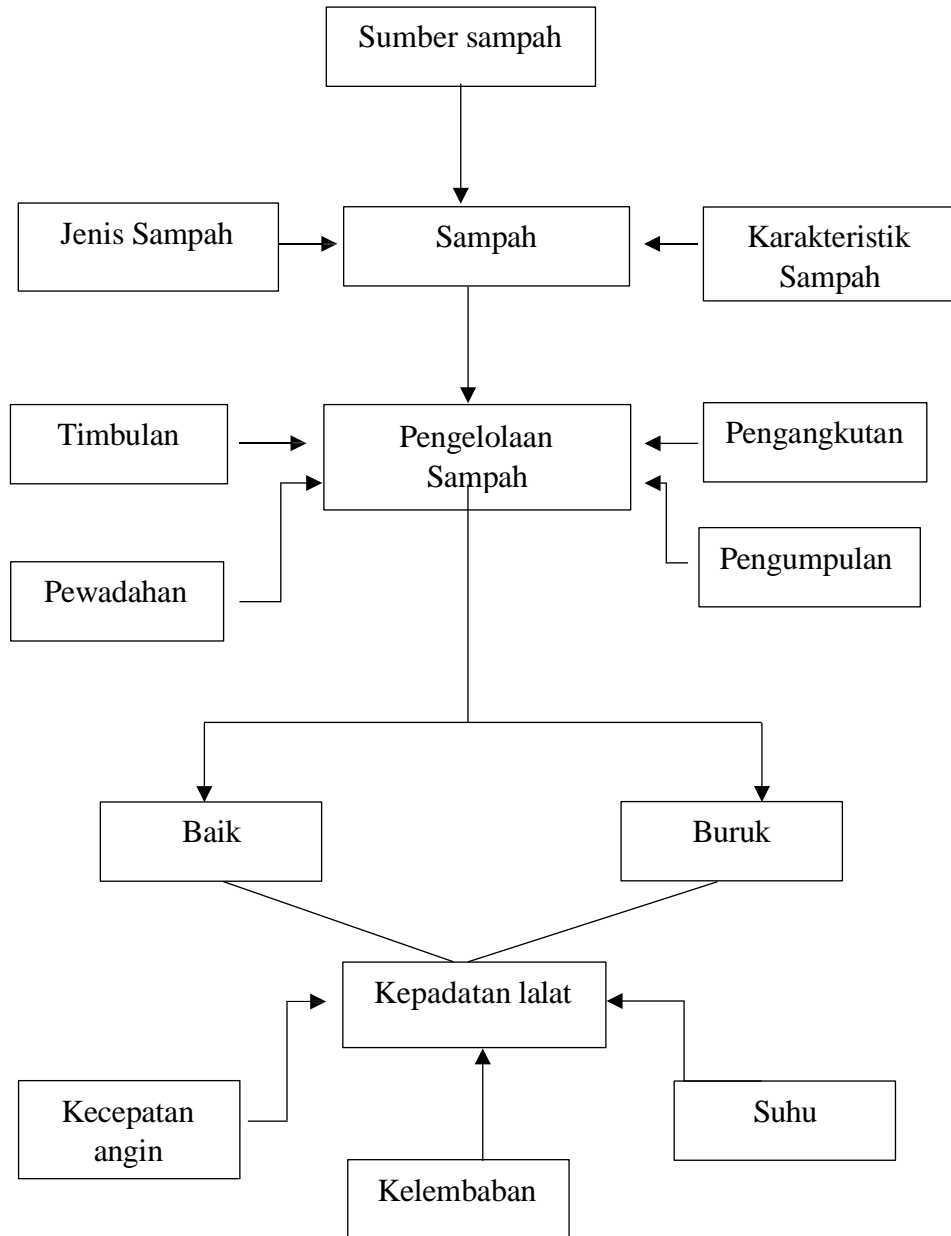 Sumber sampah
Jenis Sampah
Sampah
Karakteristik
Sampah
Timbulan
Pengelolaan
Sampah
Pengangkutan
Pewadahan
Pengumpulan
Baik
Buruk
Kepadatan lalat
Kecepatan
angin
Kelembaban
Suhu